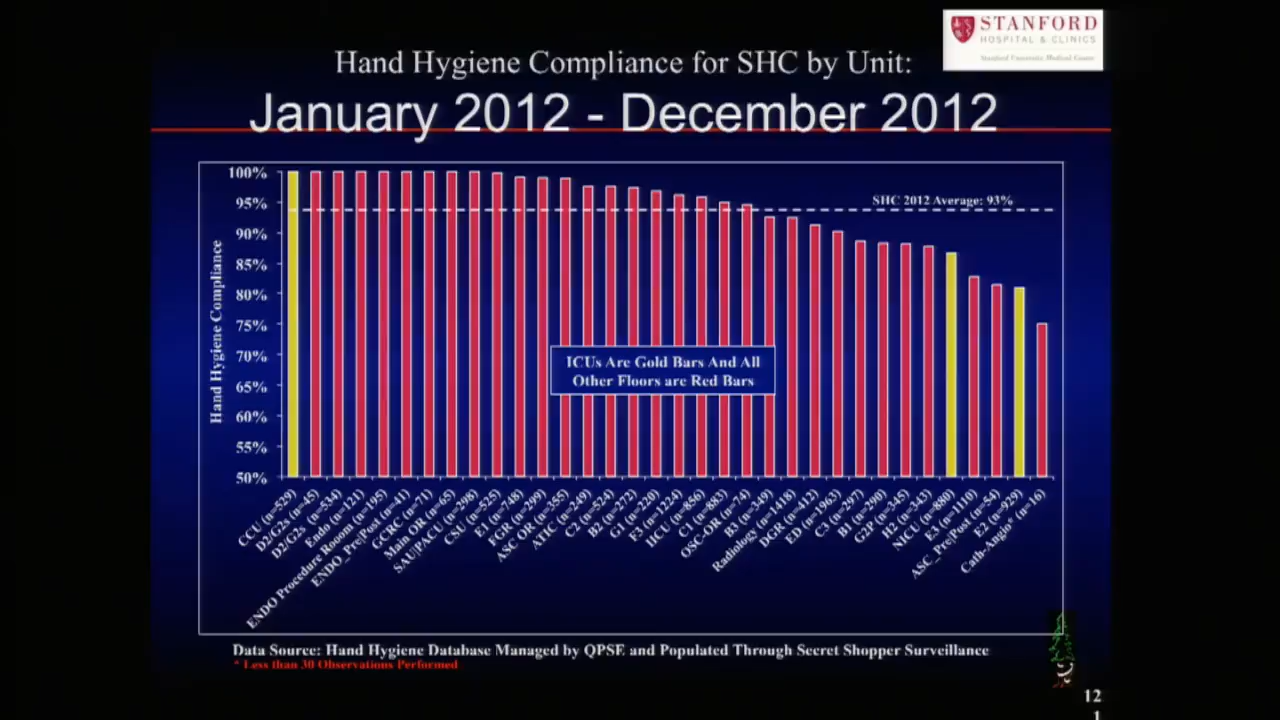 STANFORD
HOSPITAL & CLINICS
Stanford University Medical Center
Hand Hygiene Compliance for SHC by Unit:
January 2012 - December 2012
100%
95%
90%
85%
80%
75%
70%
65%
60%
55%
50%
Hand Hygiene Compliance
SHC 2012 Average: 93%
ICUs Are Gold Bars And All
Other Floors are Red Bars
CCU (n=529)
D2/G2s (n=45)
D2/G2s (n=534)
Endo (n=121)
ENDO Procedure Rooom (n=195)
ENDO_Pre|Post (n=41)
GCRC (n=71)
Main OR (n=65)
SAU|PACU (n=298)
CSU (n=525)
E1 (n=748)
FGR (n=299)
ASC OR (n=355)
ATIC (n=249)
C2 (n=524)
B2 (n=272)
G1 (n=220)
F3 (n=1224)
HCU (n=856)
C1 (n=883)
OSC-OR (n=74)
B3 (n=349)
Radiology (n=1418)
DGR (n=412)
ED (n=1963)
C3 (n=297)
B1 (n=290)
G2P (n=345)
H2 (n=343)
NICU (n=880)
E3 (n=1110)
ASC_Pre|Post (n=54)
E2 (n=929)
Cath-Angio* (n=16)
Data Source: Hand Hygiene Database Managed by QPSE and Populated Through Secret Shopper Surveillance
* Less than 30 Observations Performed
12
1